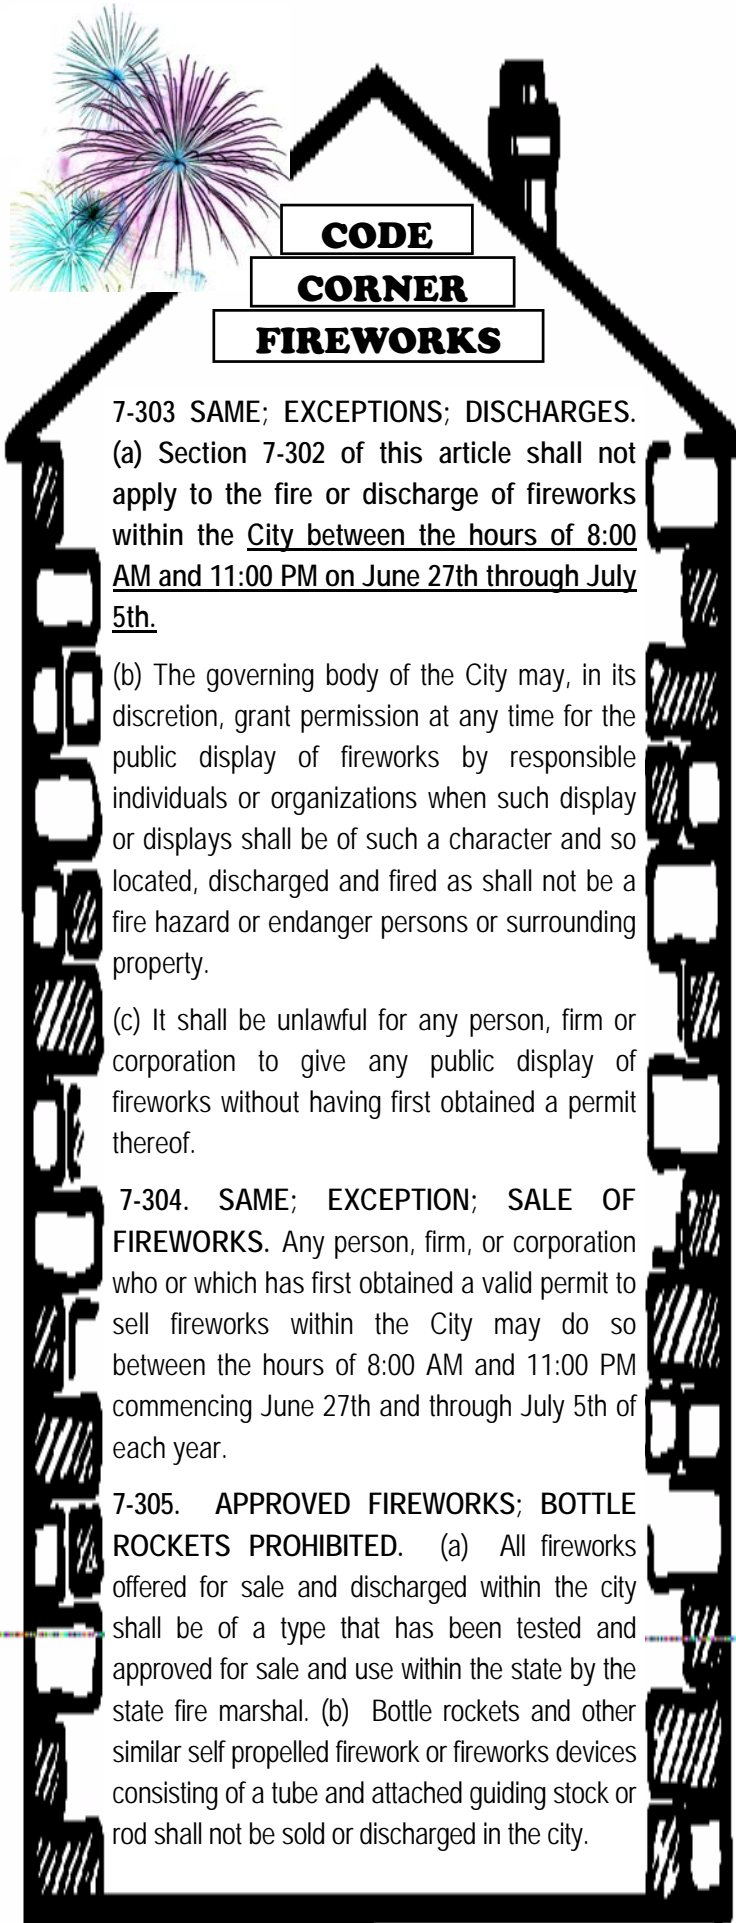 CODE
CORNER
FIREWORKS
7-303 SAME; EXCEPTIONS; DISCHARGES.
(a) Section 7-302 of this article shall not
apply to the fire or discharge of fireworks
within the City between the hours of 8:00
AM and 11:00 PM on June 27th through July
5th.
(b) The governing body of the City may, in its
discretion, grant permission at any time for the
public display of fireworks by responsible
individuals or organizations when such display
or displays shall be of such a character and so
located, discharged and fired as shall not be a
fire hazard or endanger persons or surrounding
property.
(c) It shall be unlawful for any person, firm or
corporation to give any public display of
fireworks without having first obtained a permit
thereof.
7-304. SAME; EXCEPTION; SALE OF
FIREWORKS. Any person, firm, or corporation
who or which has first obtained a valid permit to
sell fireworks within the City may do so
between the hours of 8:00 AM and 11:00 PM
commencing June 27th and through July 5th of
each year.
7-305. APPROVED FIREWORKS; BOTTLE
ROCKETS PROHIBITED. (a) All fireworks
offered for sale and discharged within the city
shall be of a type that has been tested and
approved for sale and use within the state by the
state fire marshal. (b) Bottle rockets and other
similar self propelled firework or fireworks devices
consisting of a tube and attached guiding stock or
rod shall not be sold or discharged in the city.